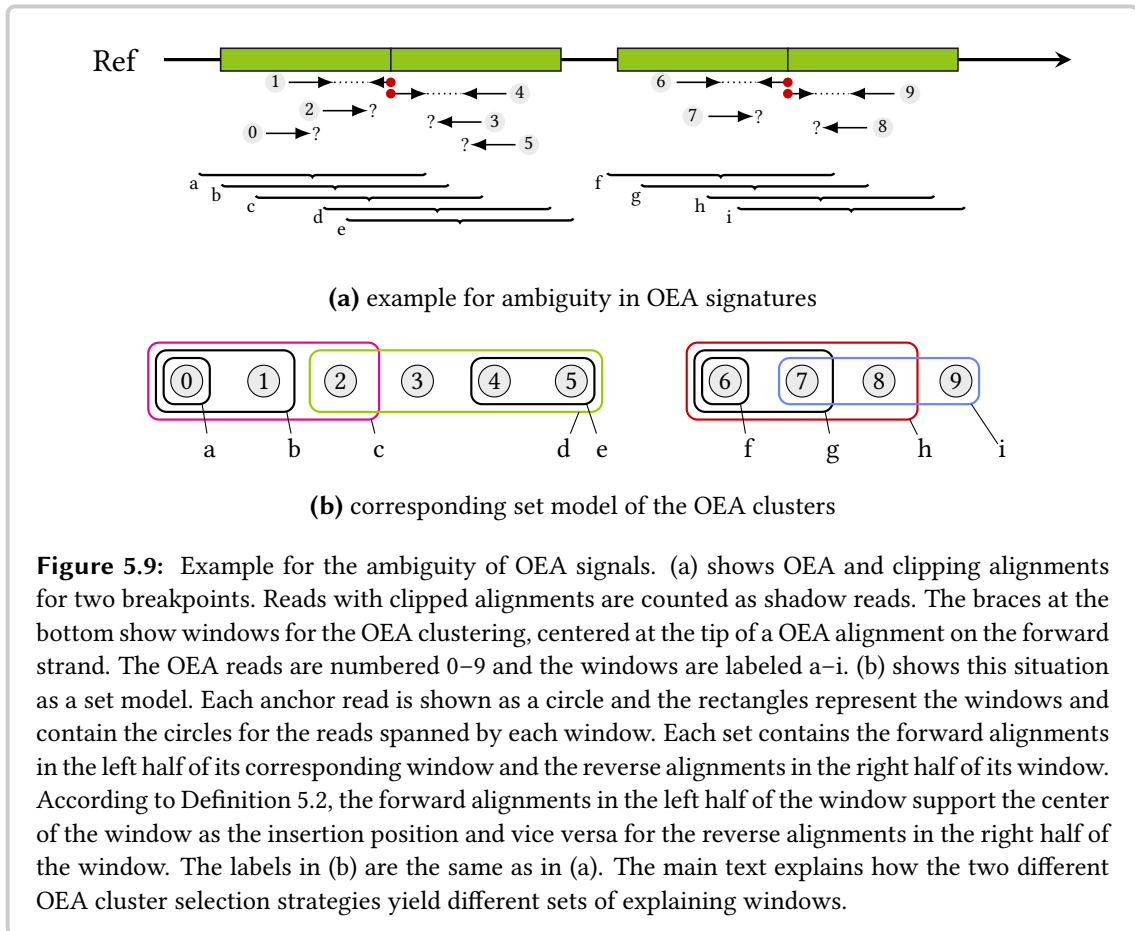 Ref
1
6
4
9
2
?
3
?
7
?
8
?
0
?
5
?
a
b
c
d
e
f
g
h
i
(a) example for ambiguity in OEA signatures
0 1 2 3 4 5 6 7 8 9
a b c d e f g h i
(b) corresponding set model of the OEA clusters
Figure 5.9: Example for the ambiguity of OEA signals. (a) shows OEA and clipping alignments
for two breakpoints. Reads with clipped alignments are counted as shadow reads. The braces at the
bottom show windows for the OEA clustering, centered at the tip of a OEA alignment on the forward
strand. The OEA reads are numbered 0–9 and the windows are labeled a–i. (b) shows this situation
as a set model. Each anchor read is shown as a circle and the rectangles represent the windows and
contain the circles for the reads spanned by each window. Each set contains the forward alignments
in the left half of its corresponding window and the reverse alignments in the right half of its window.
According to Definition 5.2, the forward alignments in the left half of the window support the center
of the window as the insertion position and vice versa for the reverse alignments in the right half of
the window. The labels in (b) are the same as in (a). The main text explains how the two different
OEA cluster selection strategies yield different sets of explaining windows.